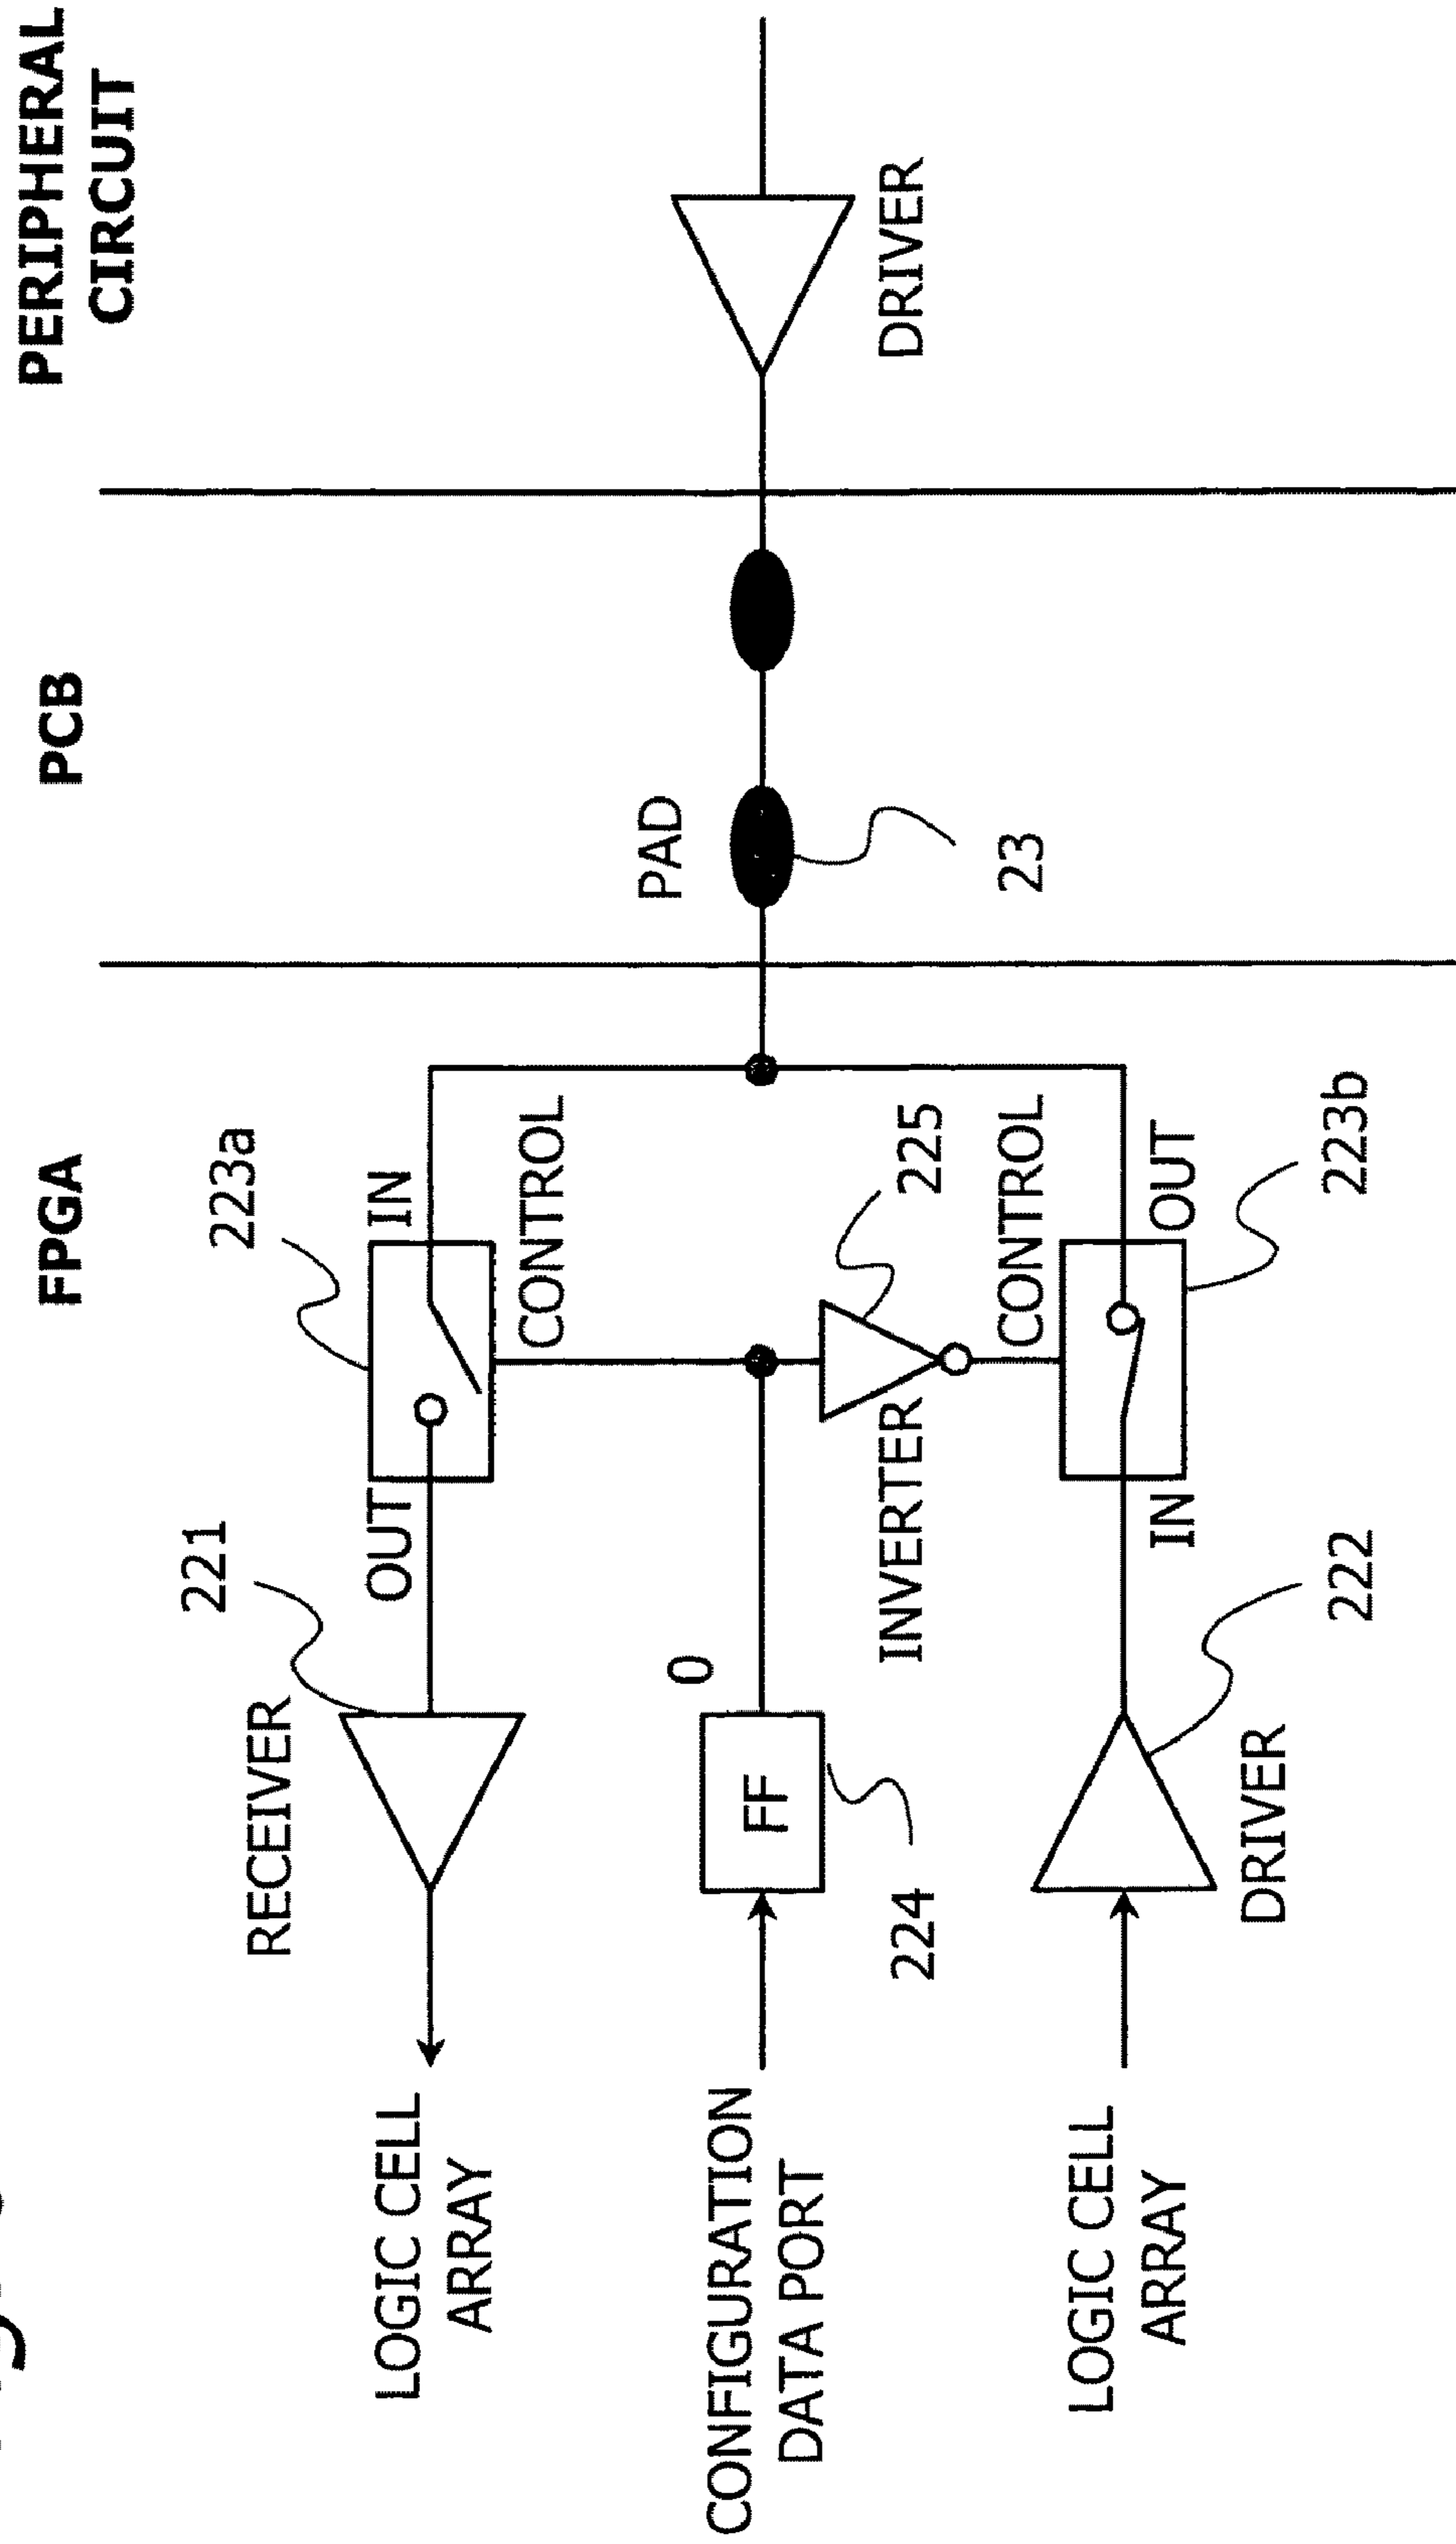 FPGA
PCB
PERIPHERAL
CIRCUIT
RECEIVER
221
223a
LOGIC CELL
ARRAY
OUT
IN
CONTROL
PAD
CONFIGURATION
DATA PORT
FF
0
224
INVERTER
225
23
DRIVER
CONTROL
LOGIC CELL
ARRAY
IN
OUT
DRIVER
222
223b